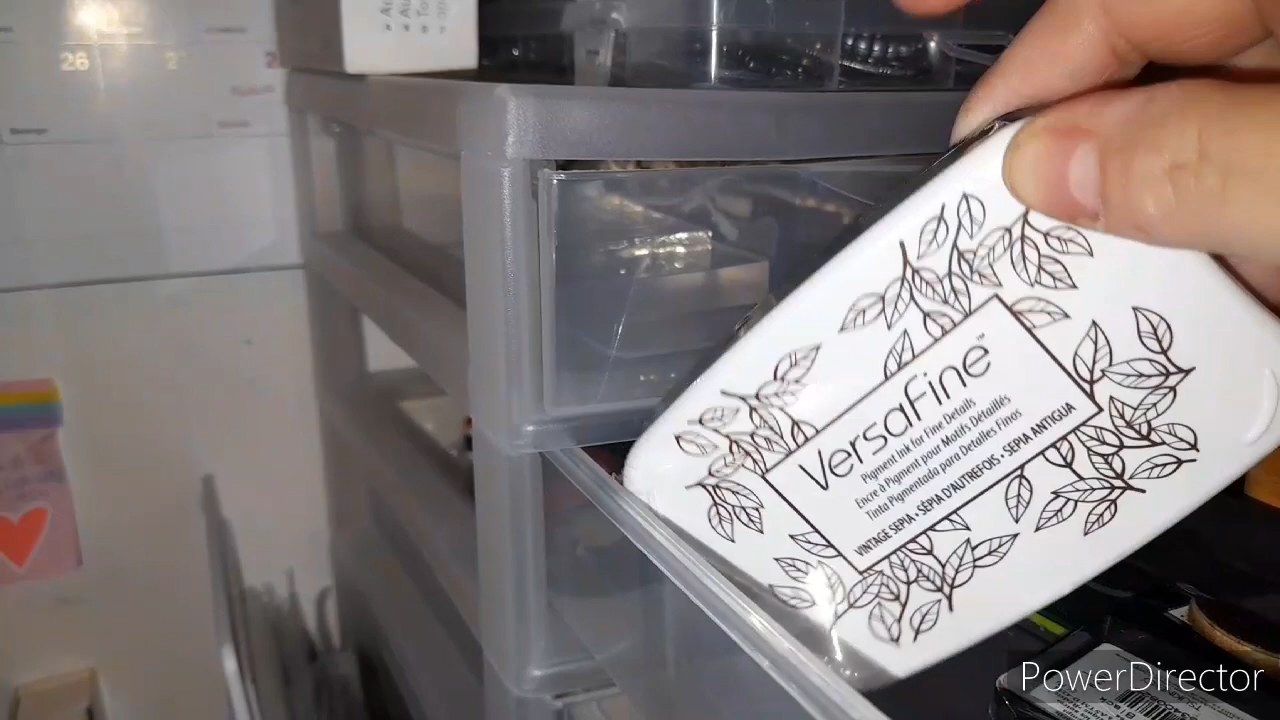 26
VersaFine™
Pigment Ink for Fine Details
Encre à Pigment pour Motifs Détaillés
Tinta Pigmentada para Detalles Finos
VINTAGE SEPIA • SÉPIA D'AUTREFOIS • SEPIA ANTIGUA
PowerDirector